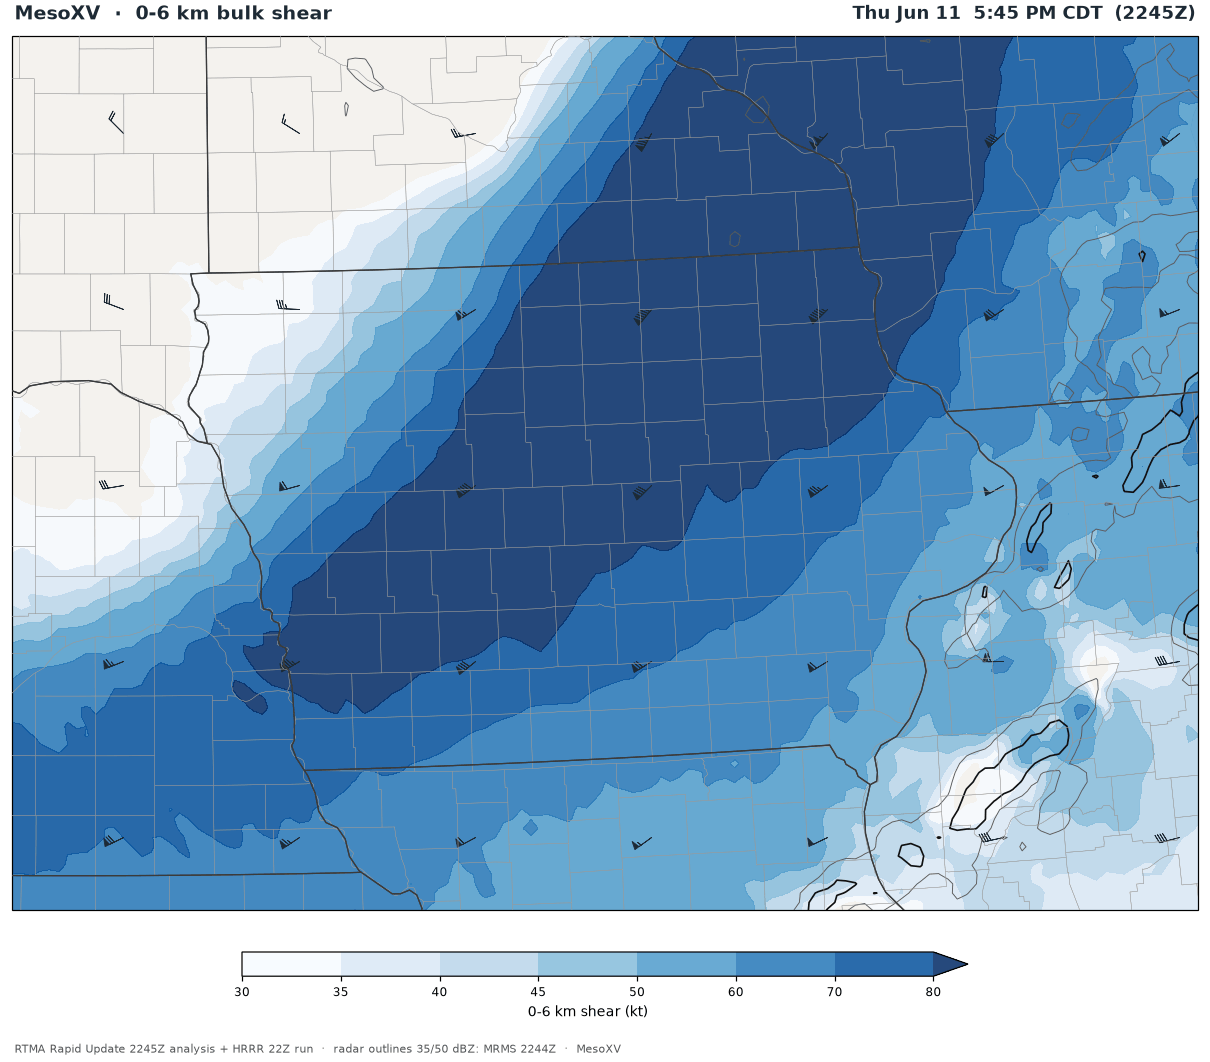 MesoXV · 0-6 km bulk shear
Thu Jun 11 5:45 PM CDT (2245Z)
30 35 40 45 50 60 70 80
0-6 km shear (kt)
RTMA Rapid Update 2245Z analysis + HRRR 22Z run · radar outlines 35/50 dBZ: MRMS 2244Z · MesoXV